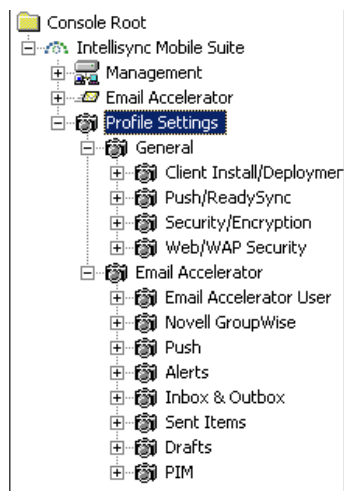 Console Root
Intellisync Mobile Suite
Management
Email Accelerator
Profile Settings
General
Client Install/Deploymer
Push/ReadySync
Security/Encryption
Web/WAP Security
Email Accelerator
Email Accelerator User
Novell GroupWise
Push
Alerts
Inbox & Outbox
Sent Items
Drafts
PIM